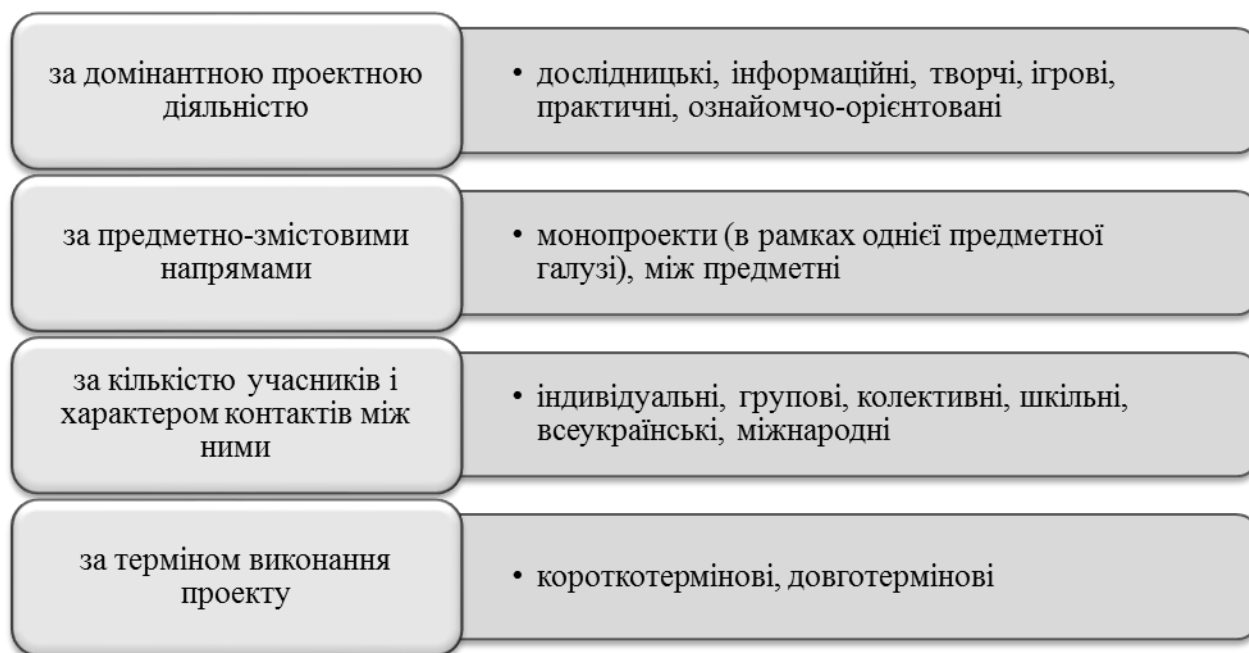 за домінантною проектною
діяльністю
• дослідницькі, інформаційні, творчі, ігрові,
практичні, ознайомчо-орієнтовані
за предметно-змістовими
напрямами
• монопроекти (в рамках однієї предметної
галузі), між предметні
за кількістю учасників і
характером контактів між
ними
• індивідуальні, групові, колективні, шкільні,
всеукраїнські, міжнародні
за терміном виконання
проекту
• короткотермінові, довготермінові